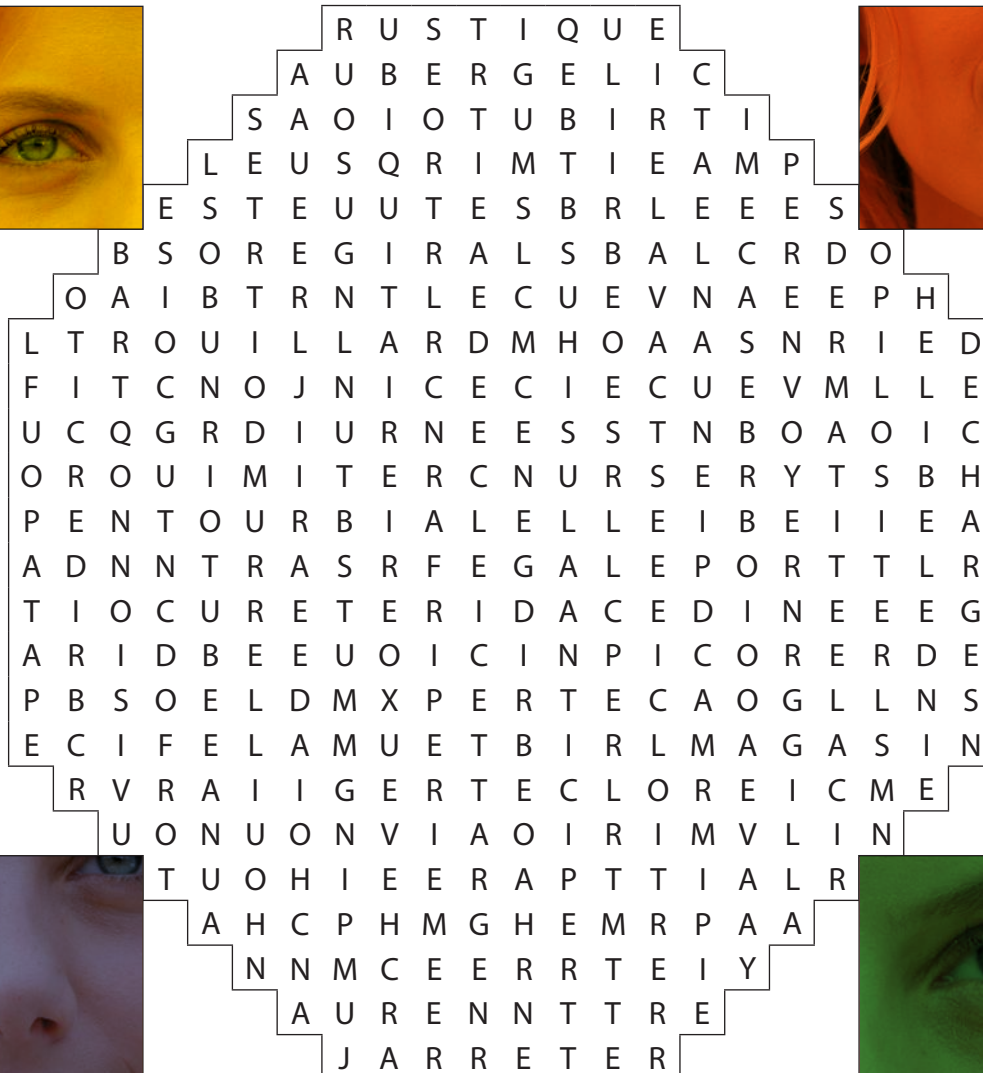 R U S T I Q U E
A U B E R G E L I C
S A O I O T U B I R T I
L E U S Q R I M T I E A M P
E S T E U U T E S B R L E E E S
B S O R E G I R A L S B A L C R D O
O A I B T R N T L E C U E V N A E E P H
L T R O U I L L A R D M H O A A S N R I E D
F I T C N O J N I C E C I E C U E V M L L E
U C Q G R D I U R N E E S S T N B O A O I C
O R O U I M I T E R C N U R S E R Y T S B H
P E N T O U R B I A L E L L E I B E I I E A
A D N N T R A S R F E G A L E P O R T T L R
T I O C U R E T E R I D A C E D I N E E E G
A R I D B E E U O I C I N P I C O R E R D E
P B S O E L D M X P E R T E C A O G L L N S
E C I F E L A M U E T B I R L M A G A S I N
R V R A I I G E R T E C L O R E I C M E
U O N U O N V I A O I R I M V L I N
T U O H I E E R A P T T I A L R
A H C P H M G H E M R P A A
N N M C E E R R T E I Y
A U R E N N T T R E
J A R R E T E R